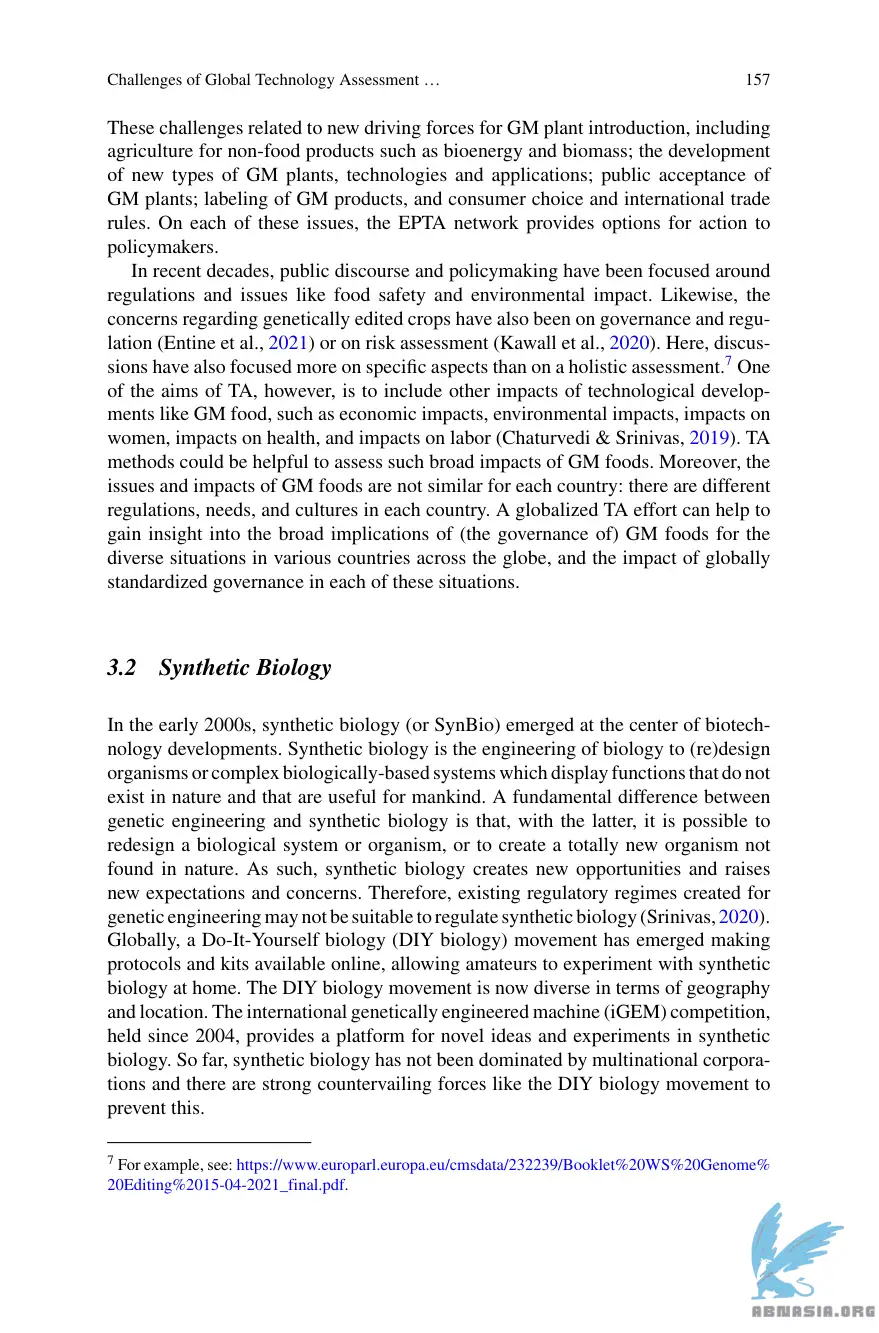 Challenges of Global Technology Assessment … 157
These challenges related to new driving forces for GM plant introduction, including
agriculture for non-food products such as bioenergy and biomass; the development
of new types of GM plants, technologies and applications; public acceptance of
GM plants; labeling of GM products, and consumer choice and international trade
rules. On each of these issues, the EPTA network provides options for action to
policymakers.
In recent decades, public discourse and policymaking have been focused around
regulations and issues like food safety and environmental impact. Likewise, the
concerns regarding genetically edited crops have also been on governance and regu-
lation (Entine et al., 2021) or on risk assessment (Kawall et al., 2020). Here, discus-
sions have also focused more on specific aspects than on a holistic assessment.7 One
of the aims of TA, however, is to include other impacts of technological develop-
ments like GM food, such as economic impacts, environmental impacts, impacts on
women, impacts on health, and impacts on labor (Chaturvedi & Srinivas, 2019). TA
methods could be helpful to assess such broad impacts of GM foods. Moreover, the
issues and impacts of GM foods are not similar for each country: there are different
regulations, needs, and cultures in each country. A globalized TA effort can help to
gain insight into the broad implications of (the governance of) GM foods for the
diverse situations in various countries across the globe, and the impact of globally
standardized governance in each of these situations.
3.2 Synthetic Biology
In the early 2000s, synthetic biology (or SynBio) emerged at the center of biotech-
nology developments. Synthetic biology is the engineering of biology to (re)design
organisms or complex biologically-based systems which display functions that do not
exist in nature and that are useful for mankind. A fundamental difference between
genetic engineering and synthetic biology is that, with the latter, it is possible to
redesign a biological system or organism, or to create a totally new organism not
found in nature. As such, synthetic biology creates new opportunities and raises
new expectations and concerns. Therefore, existing regulatory regimes created for
genetic engineering may not be suitable to regulate synthetic biology (Srinivas, 2020).
Globally, a Do-It-Yourself biology (DIY biology) movement has emerged making
protocols and kits available online, allowing amateurs to experiment with synthetic
biology at home. The DIY biology movement is now diverse in terms of geography
and location. The international genetically engineered machine (iGEM) competition,
held since 2004, provides a platform for novel ideas and experiments in synthetic
biology. So far, synthetic biology has not been dominated by multinational corpora-
tions and there are strong countervailing forces like the DIY biology movement to
prevent this.
7 For example, see: https://www.europarl.europa.eu/cmsdata/232239/Booklet%20WS%20Genome%
20Editing%2015-04-2021_final.pdf.
ABNASIA.ORG